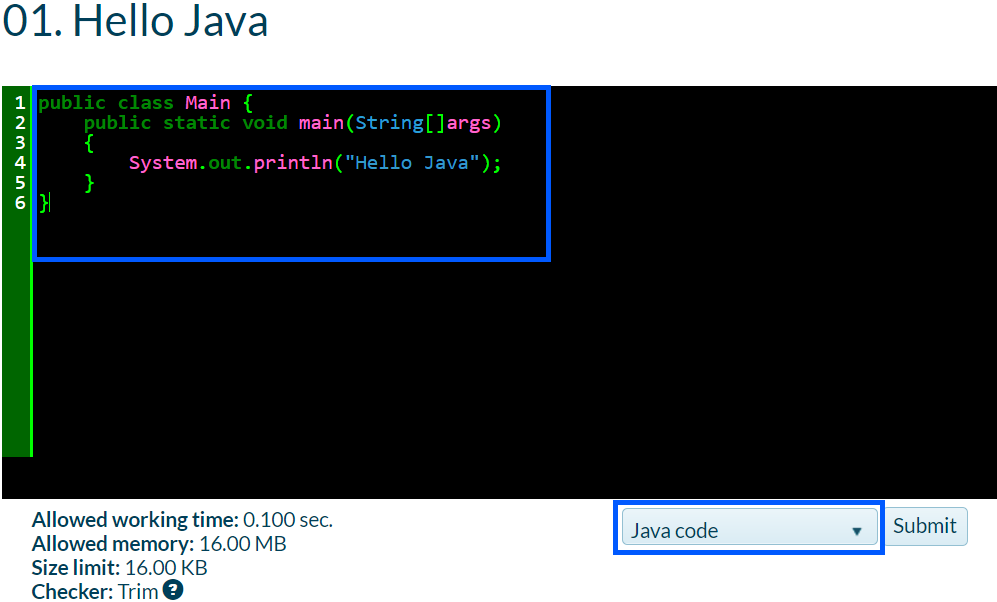 01. Hello Java
1 public class Main {
2     public static void main(String[]args)
3     {
4         System.out.println("Hello Java");
5     }
6 }
Allowed working time: 0.100 sec.
Allowed memory: 16.00 MB
Size limit: 16.00 KB
Checker: Trim ?
Java code ▼ Submit